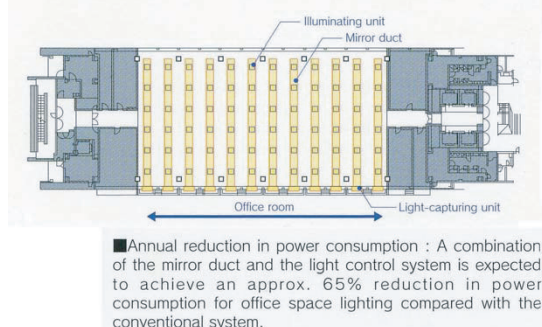 Illuminating unit
Mirror duct
Office room
Light-capturing unit
■Annual reduction in power consumption : A combination
of the mirror duct and the light control system is expected
to achieve an approx. 65% reduction in power
consumption for office space lighting compared with the
conventional system.